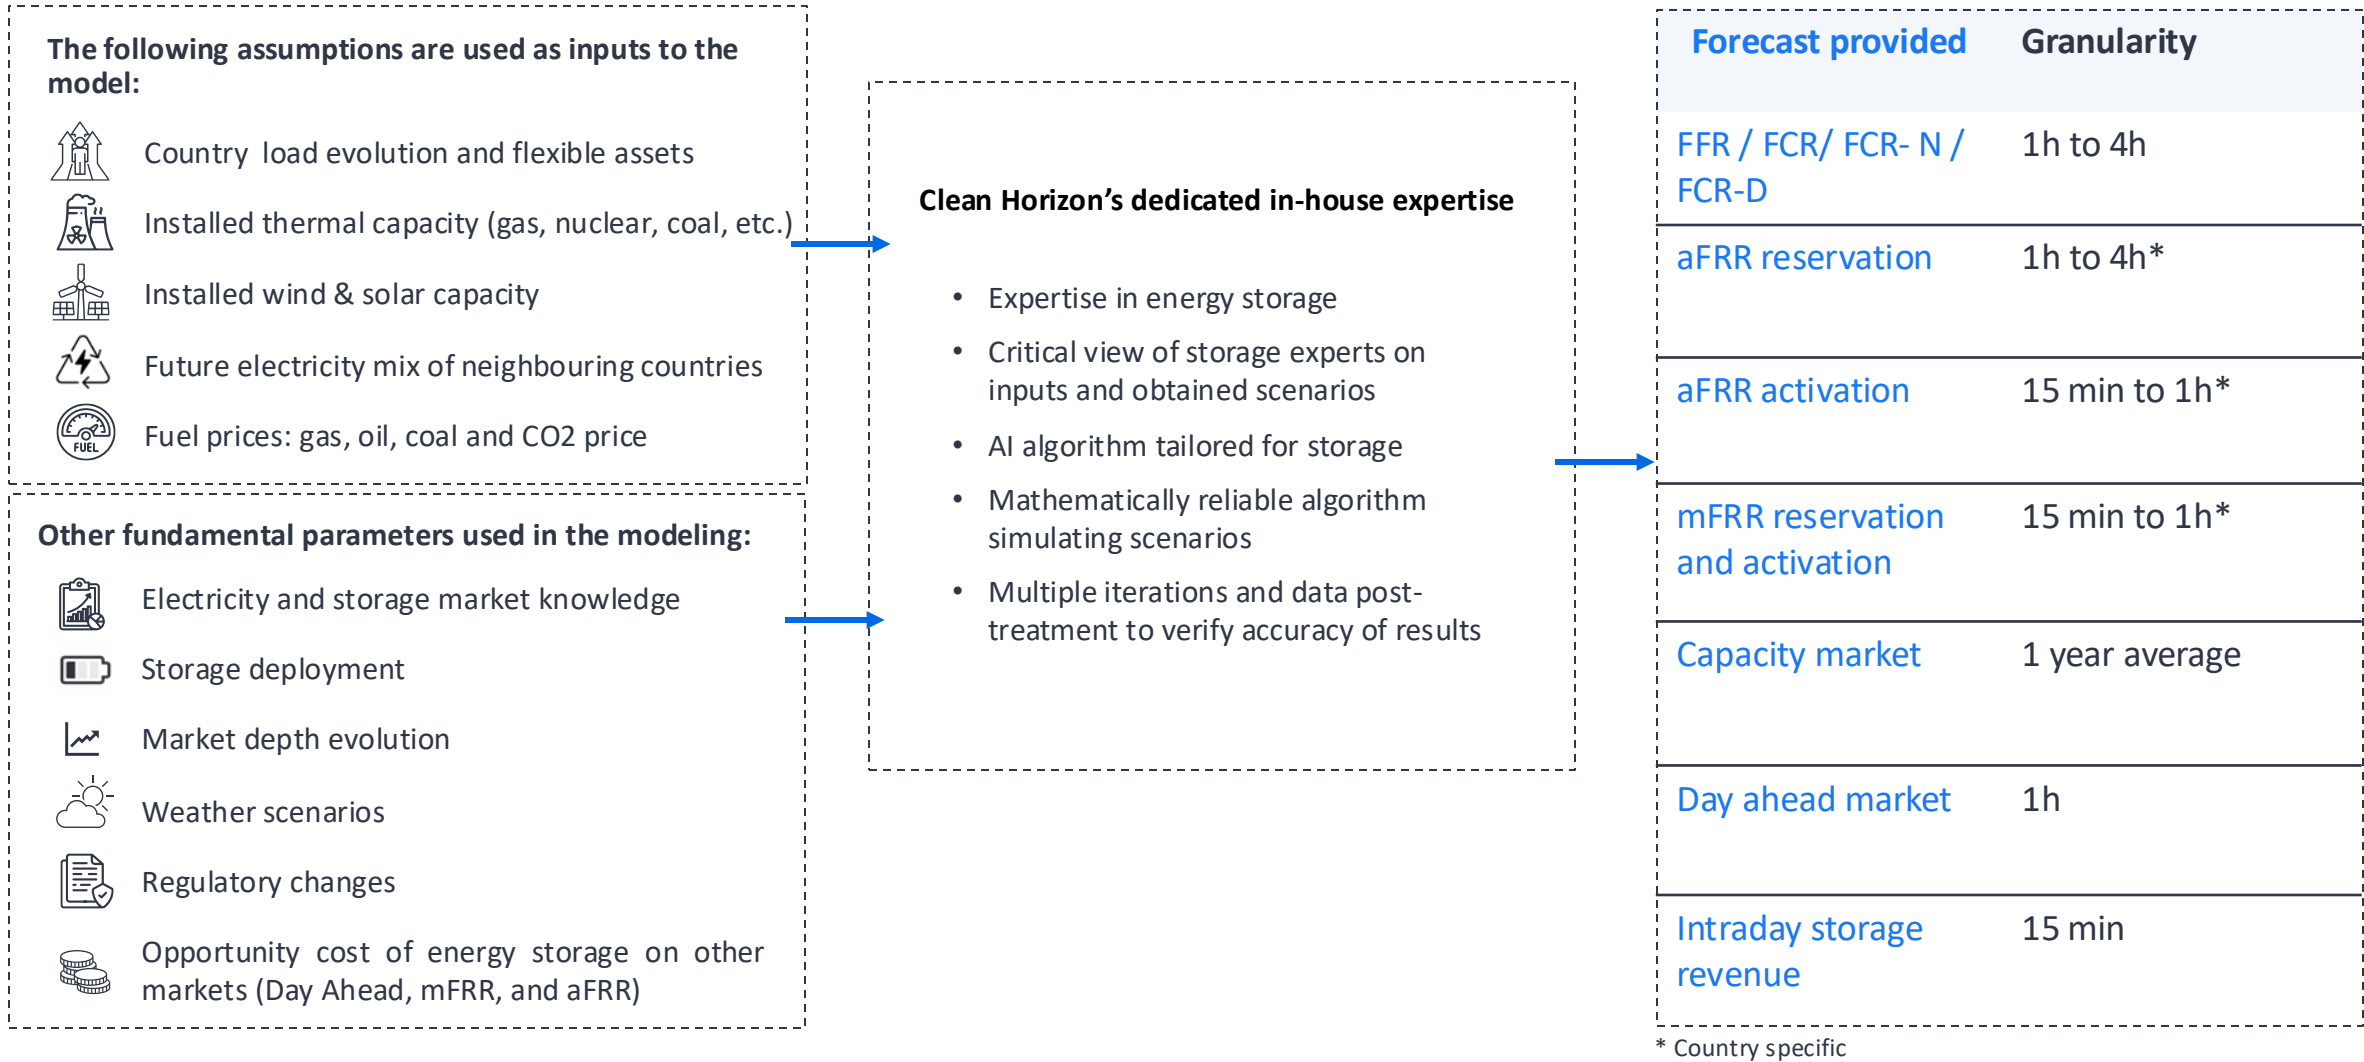 The following assumptions are used as inputs to the
model:
Country load evolution and flexible assets
Installed thermal capacity (gas, nuclear, coal, etc.)
Installed wind & solar capacity
Future electricity mix of neighbouring countries
FUEL
Fuel prices: gas, oil, coal and CO2 price
Other fundamental parameters used in the modeling:
Electricity and storage market knowledge
Storage deployment
Market depth evolution
Weather scenarios
Regulatory changes
Opportunity cost of energy storage on other
markets (Day Ahead, mFRR, and aFRR)
Clean Horizon’s dedicated in-house expertise
• Expertise in energy storage
• Critical view of storage experts on
inputs and obtained scenarios
• AI algorithm tailored for storage
• Mathematically reliable algorithm
simulating scenarios
• Multiple iterations and data post-
treatment to verify accuracy of results
Forecast provided Granularity
FFR / FCR/ FCR- N / 1h to 4h
FCR-D
aFRR reservation 1h to 4h*
aFRR activation 15 min to 1h*
mFRR reservation 15 min to 1h*
and activation
Capacity market 1 year average
Day ahead market 1h
Intraday storage 15 min
revenue
* Country specific